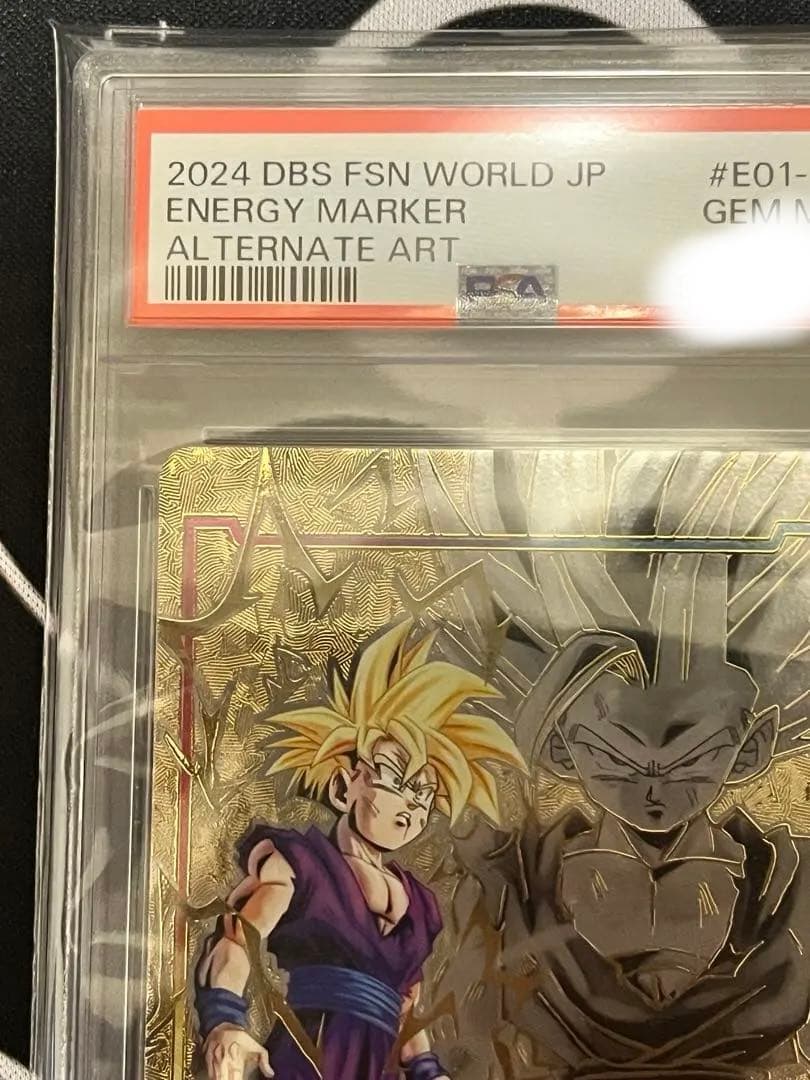 2024 DBS FSN WORLD JP #E01-
ENERGY MARKER GEM M
ALTERNATE ART
PSA